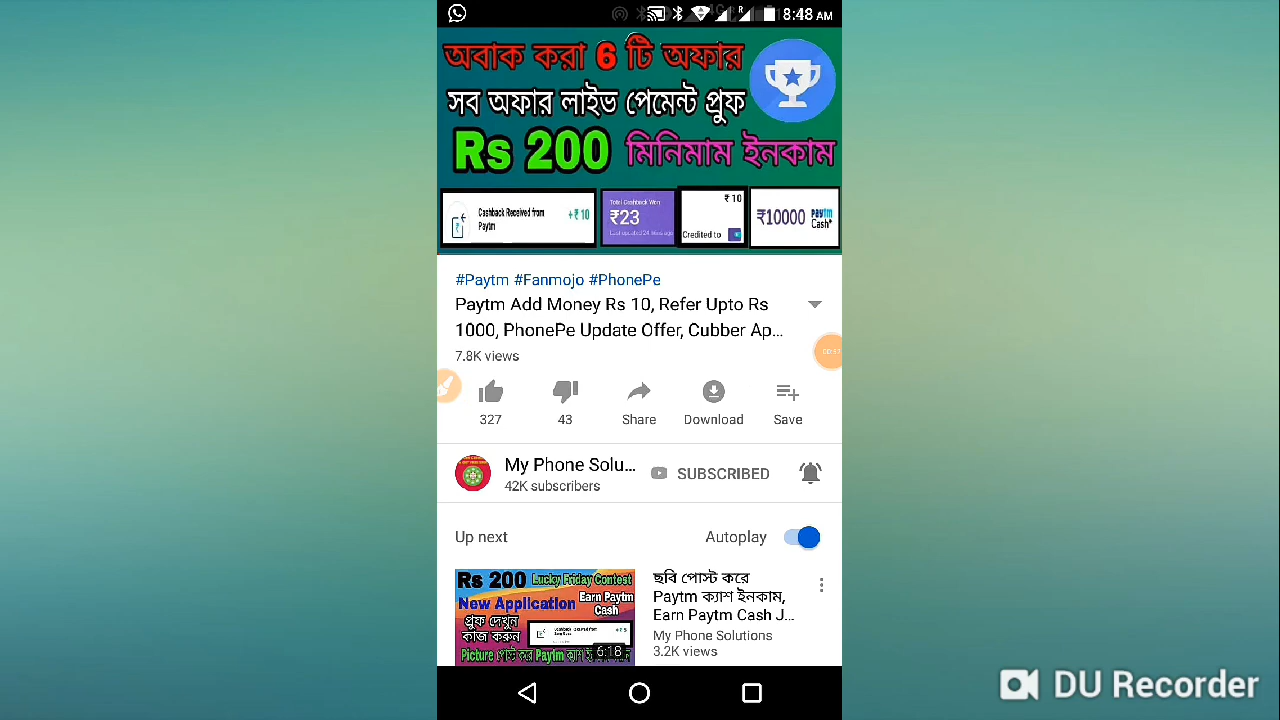 8:48 AM
অবাক করা 6 টি অফার
সব অফার লাইভ পেমেন্ট প্রুফ
Rs 200 মিনিমাম ইনকাম
Cashback Received from
Paytm
+₹ 10
Total Cashback Won
₹23
₹ 10
Credited to
₹10000 Paytm
Cash*
#Paytm #Fanmojo #PhonePe
Paytm Add Money Rs 10, Refer Upto Rs
1000, PhonePe Update Offer, Cubber Ap...
7.8K views
327
43
Share
Download
Save
My Phone Solu...
42K subscribers
SUBSCRIBED
Up next
Autoplay
Rs 200 Lucky Friday Contest
New Application
Earn Paytm
Cash
প্রুফ দেখুন
কাজ করুন
Picture পোস্ট করে Paytm ক্যাশ
6:18
ছবি পোস্ট করে
Paytm ক্যাশ ইনকাম,
Earn Paytm Cash J...
My Phone Solutions
3.2K views
DU Recorder